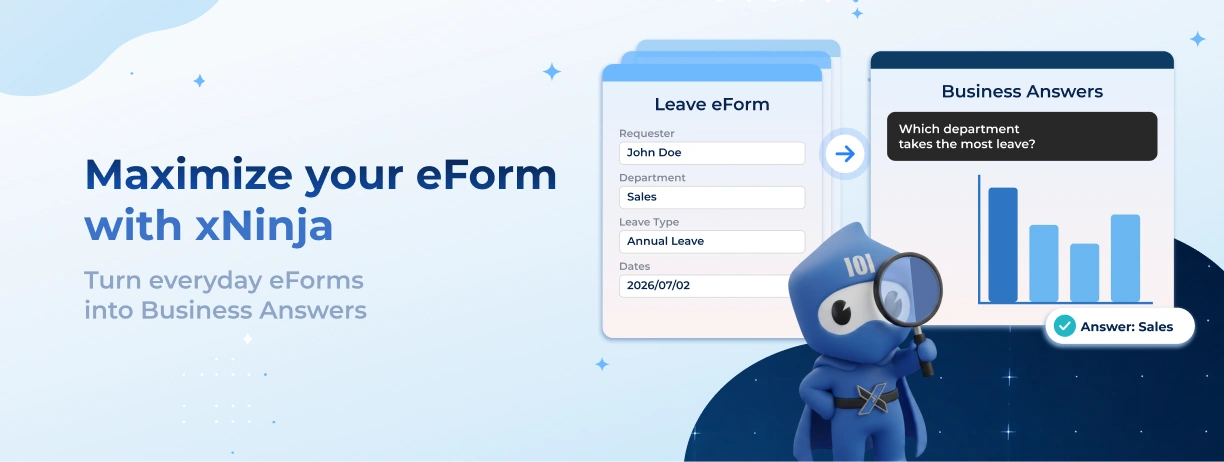 Maximize your eForm
with xNinja
Turn everyday eForms
into Business Answers
Leave eForm
Requester
John Doe
Department
Sales
Leave Type
Annual Leave
Dates
2026/07/02
Business Answers
Which department
takes the most leave?
Answer: Sales
101